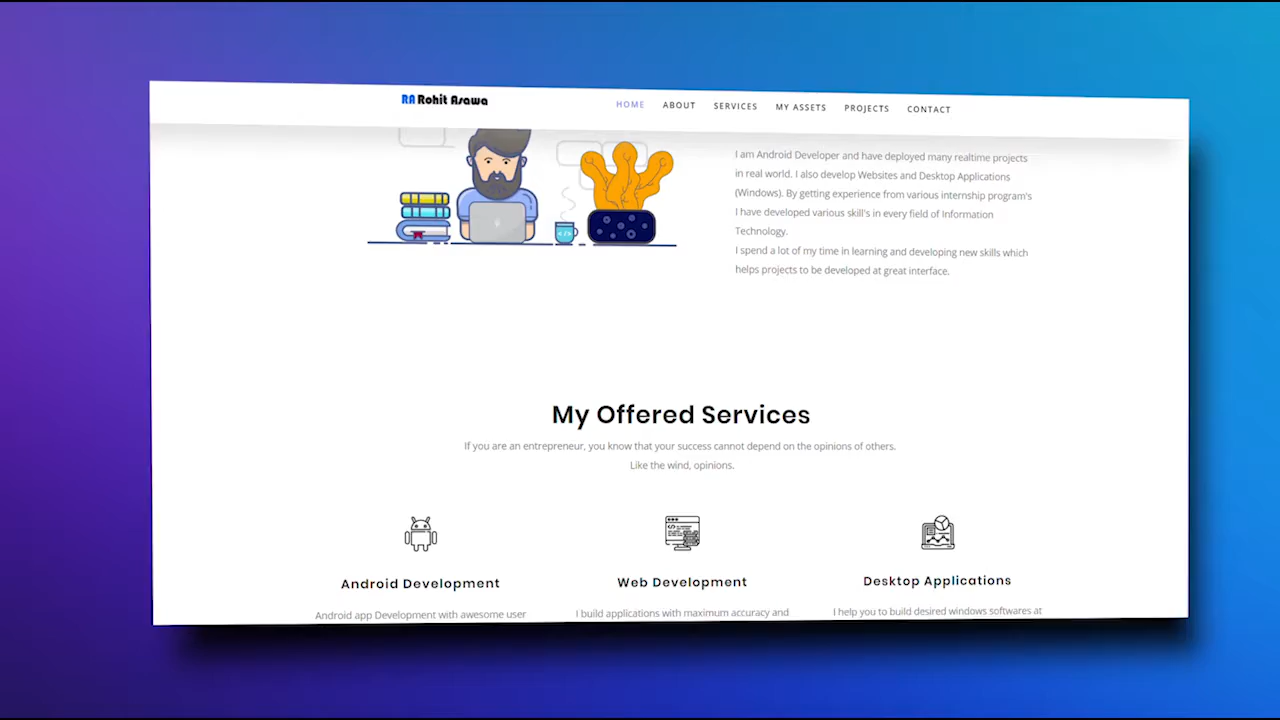 RA Rohit Asawa
HOME ABOUT SERVICES MY ASSETS PROJECTS CONTACT
I am Android Developer and have deployed many realtime projects
in real world. I also develop Websites and Desktop Applications
(Windows). By getting experience from various internship program's
I have developed various skill's in every field of Information
Technology.
I spend a lot of my time in learning and developing new skills which
helps projects to be developed at great interface.
</>
My Offered Services
If you are an entrepreneur, you know that your success cannot depend on the opinions of others.
Like the wind, opinions.
Android Development
Web Development
Desktop Applications
Android app Development with awesome user
I build applications with maximum accuracy and
I help you to build desired windows softwares at